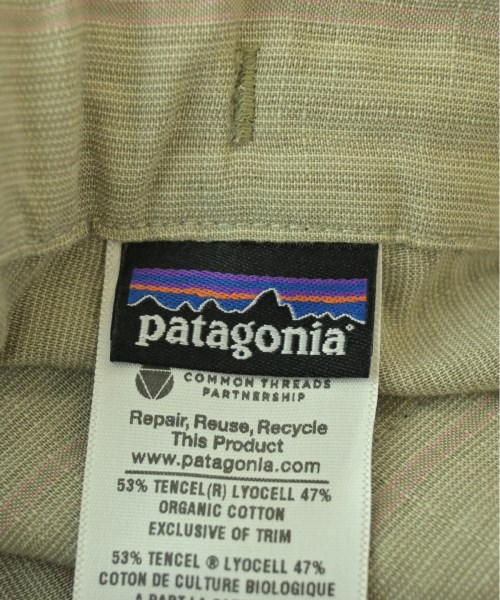 patagonia®
COMMON THREADS
PARTNERSHIP
Repair, Reuse, Recycle
This Product
www.patagonia.com
53% TENCEL(R) LYOCELL 47%
ORGANIC COTTON
EXCLUSIVE OF TRIM
53% TENCEL ® LYOCELL 47%
COTON DE CULTURE BIOLOGIQUE